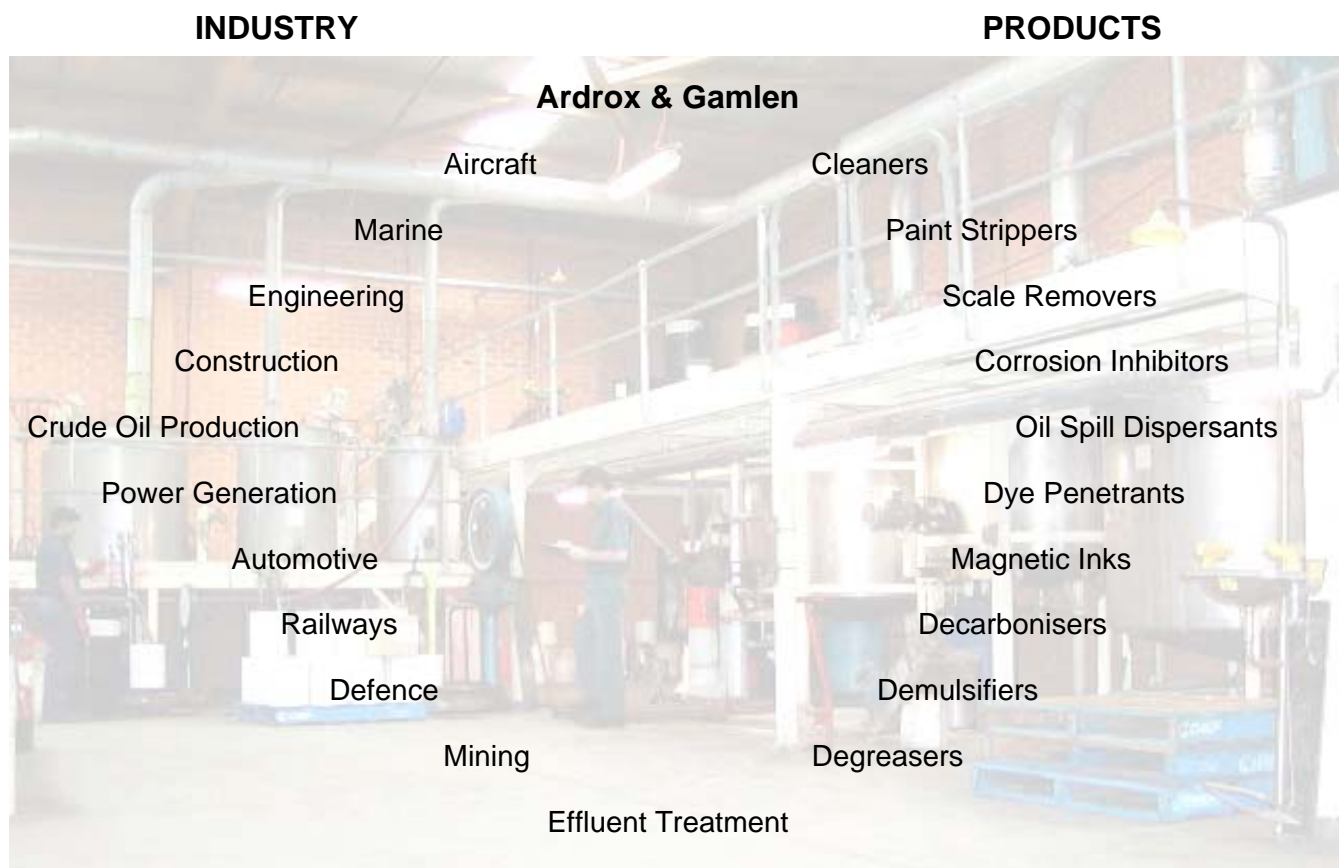 INDUSTRY PRODUCTS
Ardrox & Gamlen
Aircraft Cleaners
Marine Paint Strippers
Engineering Scale Removers
Construction Corrosion Inhibitors
Crude Oil Production Oil Spill Dispersants
Power Generation Dye Penetrants
Automotive Magnetic Inks
Railways Decarbonisers
Defence Demulsifiers
Mining Degreasers
Effluent Treatment